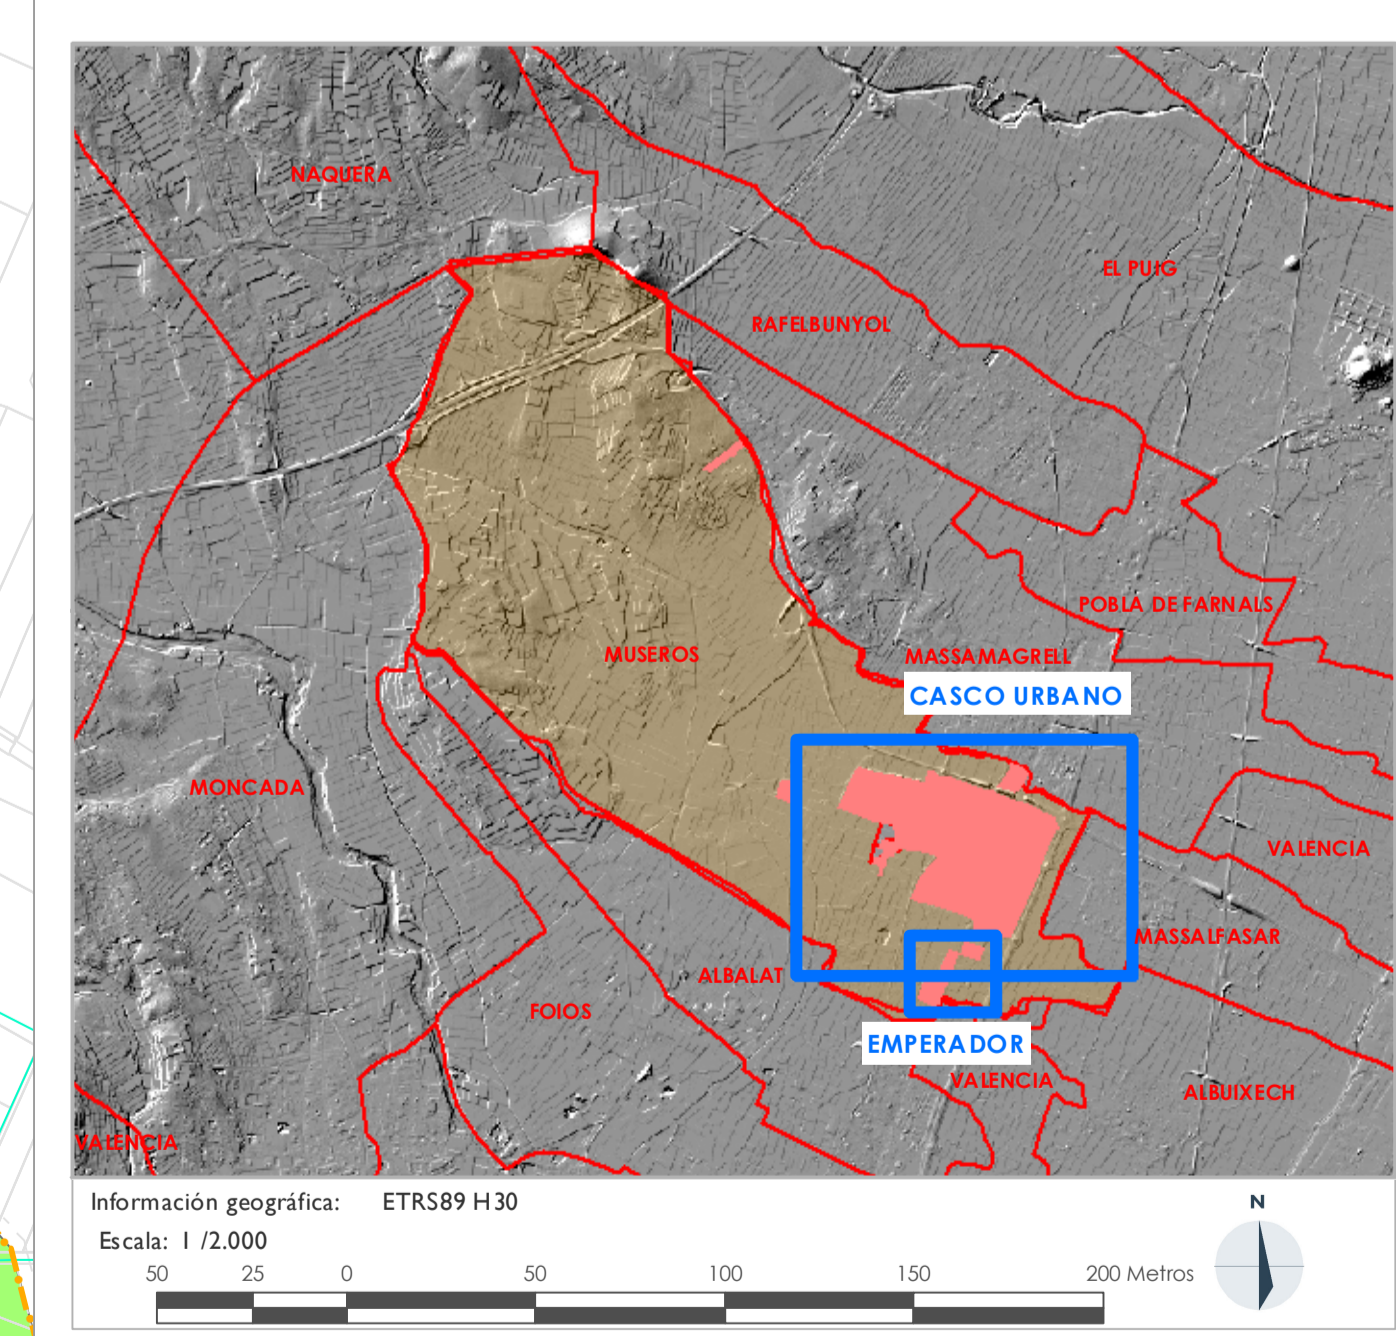 NAQUERA
EL PUIG
RAFELBUNYOL
POBLA DE FARNALS
MUSEROS
MASSAMAGRELL
CASCO URBANO
MONCADA
VALENCIA
MASSALFASAR
ALBALAT
FOIOS
EMPERADOR
VALENCIA
ALBUIXECH
VALENCIA
Información geográfica: ETRS89 H30
N
Escala: 1 /2.000
50 25 0 50 100 150 200 Metros